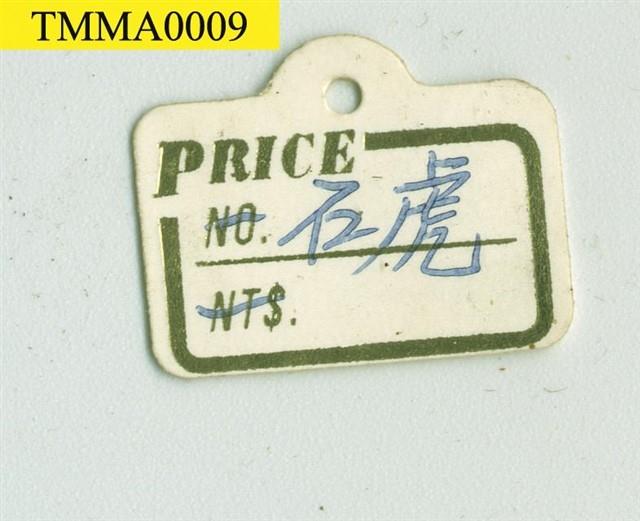 TMMA0009
PRICE
NO. 石虎
NT$.